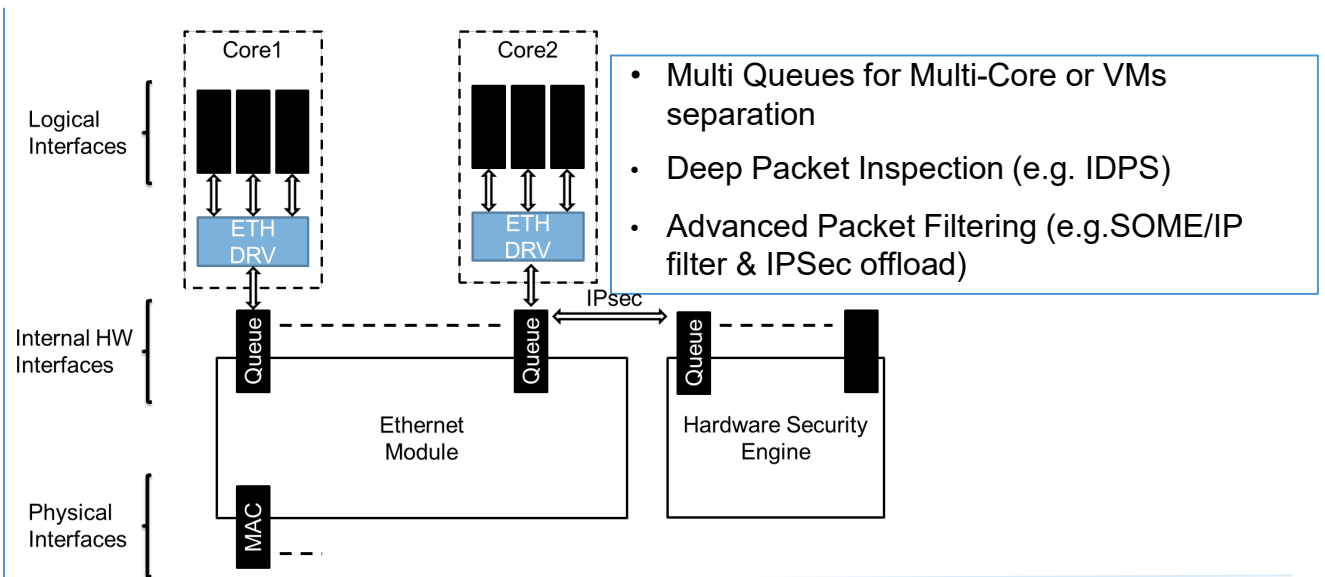 Core1
Core2
• Multi Queues for Multi-Core or VMs
separation
• Deep Packet Inspection (e.g. IDPS)
• Advanced Packet Filtering (e.g.SOME/IP
filter & IPSec offload)
Logical
Interfaces
ETH
DRV
ETH
DRV
IPsec
Internal HW
Interfaces
Queue
Queue
Queue
Ethernet
Module
Hardware Security
Engine
Physical
Interfaces
MAC